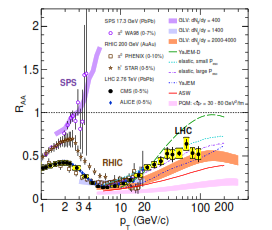 SPS 17.3 GeV (PbPb)
WA98 (0-7%)
RHIC 200 GeV (AuAu)
π⁰ PHENIX (0-10%)
h± STAR (0-5%)
LHC 2.76 TeV (PbPb)
CMS (0-5%)
ALICE (0-5%)
GLV: dN/dy = 400
GLV: dN/dy = 1400
GLV: dN/dy = 2000-4000
YaJEM-D
elastic, small P_esc
elastic, large P_esc
YaJEM
ASW
PQM: <q̂> = 30 - 80 GeV²/fm
SPS
RHIC
LHC
R_AA
2
1.5
1
0.5
0
1 2 3 4 10 20 100 200
p_T (GeV/c)